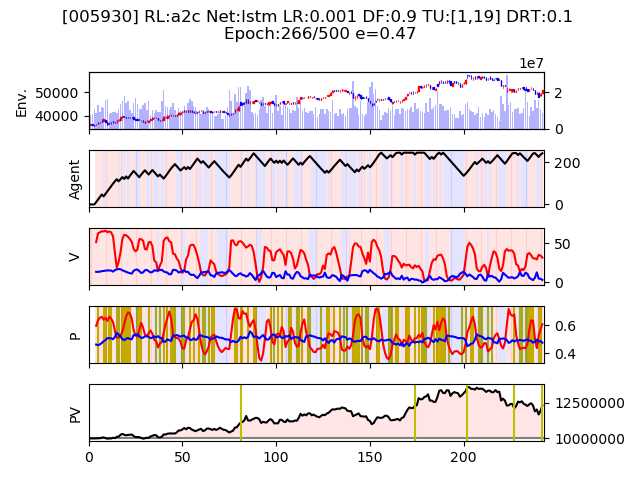 [005930] RL:a2c Net:lstm LR:0.001 DF:0.9 TU:[1,19] DRT:0.1
Epoch:266/500 e=0.47
1e7
Env.
50000
40000
2
0
Agent
200
0
V
50
0
P
0.6
0.4
PV
12500000
10000000
0 50 100 150 200